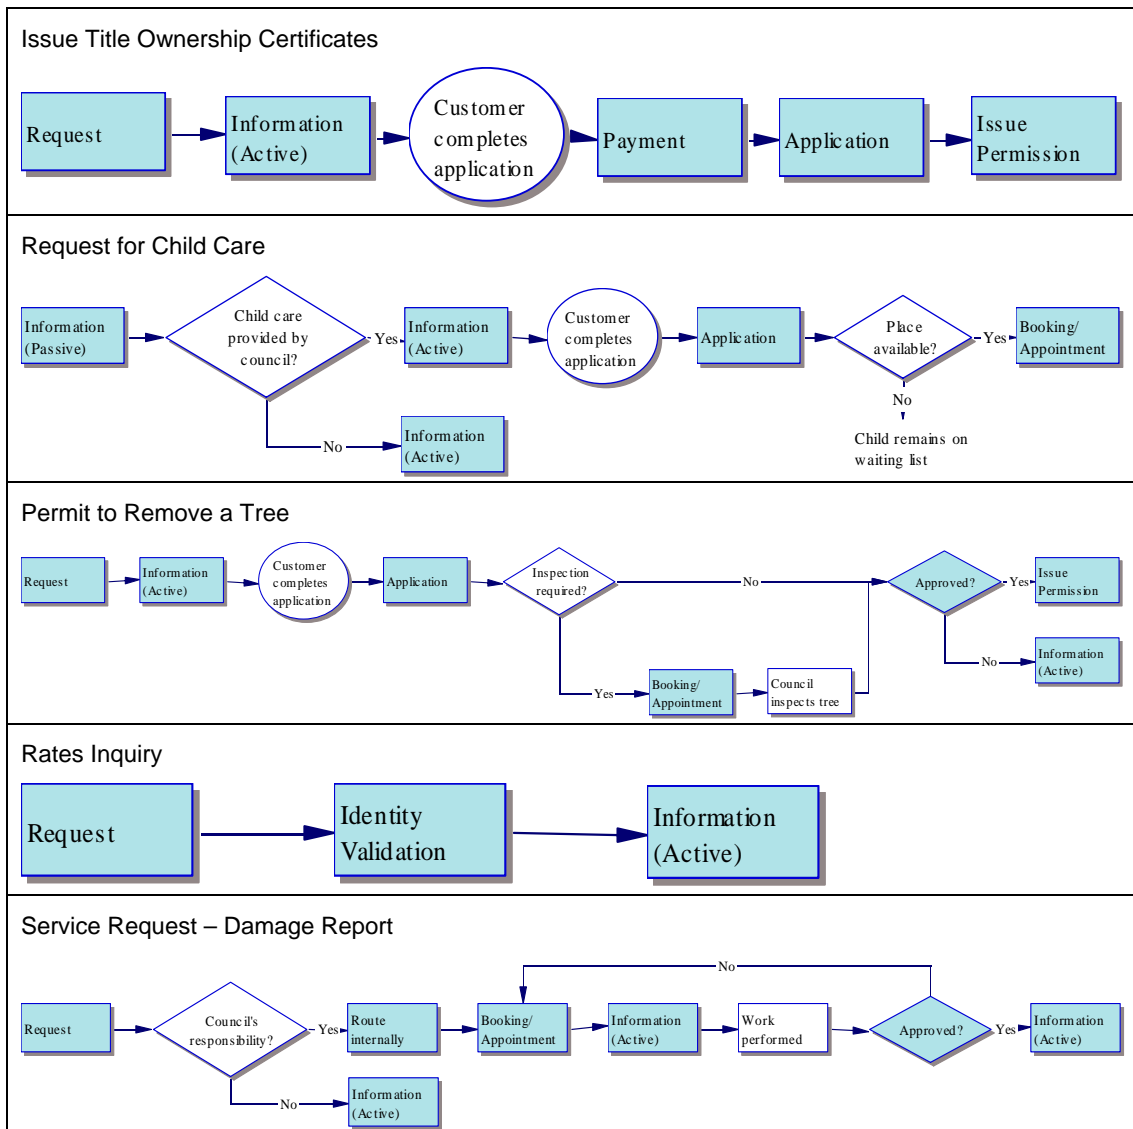 Issue Title Ownership Certificates
Request
Information
(Active)
Customer
completes
application
Payment
Application
Issue
Permission
Request for Child Care
Information
(Passive)
Child care
provided by
council?
Yes
Information
(Active)
Customer
completes
application
Application
Place
available?
Yes
Booking/
Appointment
No
Information
(Active)
No
Child remains on
waiting list
Permit to Remove a Tree
Request
Information
(Active)
Customer
completes
application
Application
Inspection
required?
No
Approved?
Yes
Issue
Permission
No
Information
(Active)
Yes
Booking/
Appointment
Council
inspects tree
Rates Inquiry
Request
Identity
Validation
Information
(Active)
Service Request – Damage Report
No
Request
Council's
responsibility?
Yes
Route
internally
Booking/
Appointment
Information
(Active)
Work
performed
Approved?
Yes
Information
(Active)
No
Information
(Active)